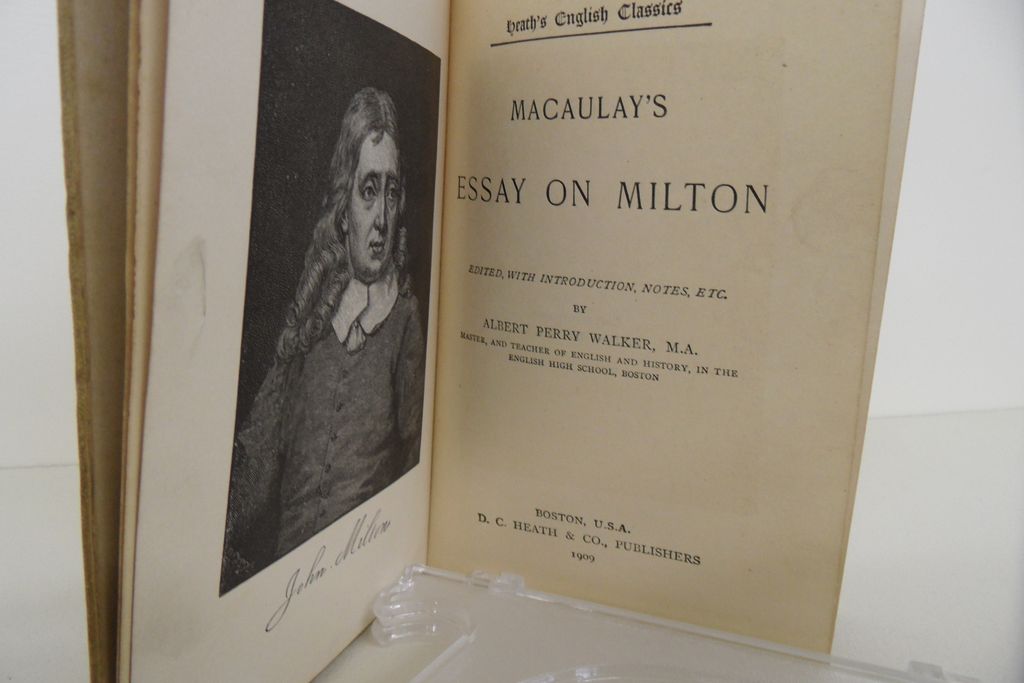 John Milton
Heath's English Classics
MACAULAY'S
ESSAY ON MILTON
EDITED, WITH INTRODUCTION, NOTES, ETC.
BY
ALBERT PERRY WALKER, M.A.
MASTER, AND TEACHER OF ENGLISH AND HISTORY, IN THE
ENGLISH HIGH SCHOOL, BOSTON
BOSTON, U.S.A.
D. C. HEATH & CO., PUBLISHERS
1909